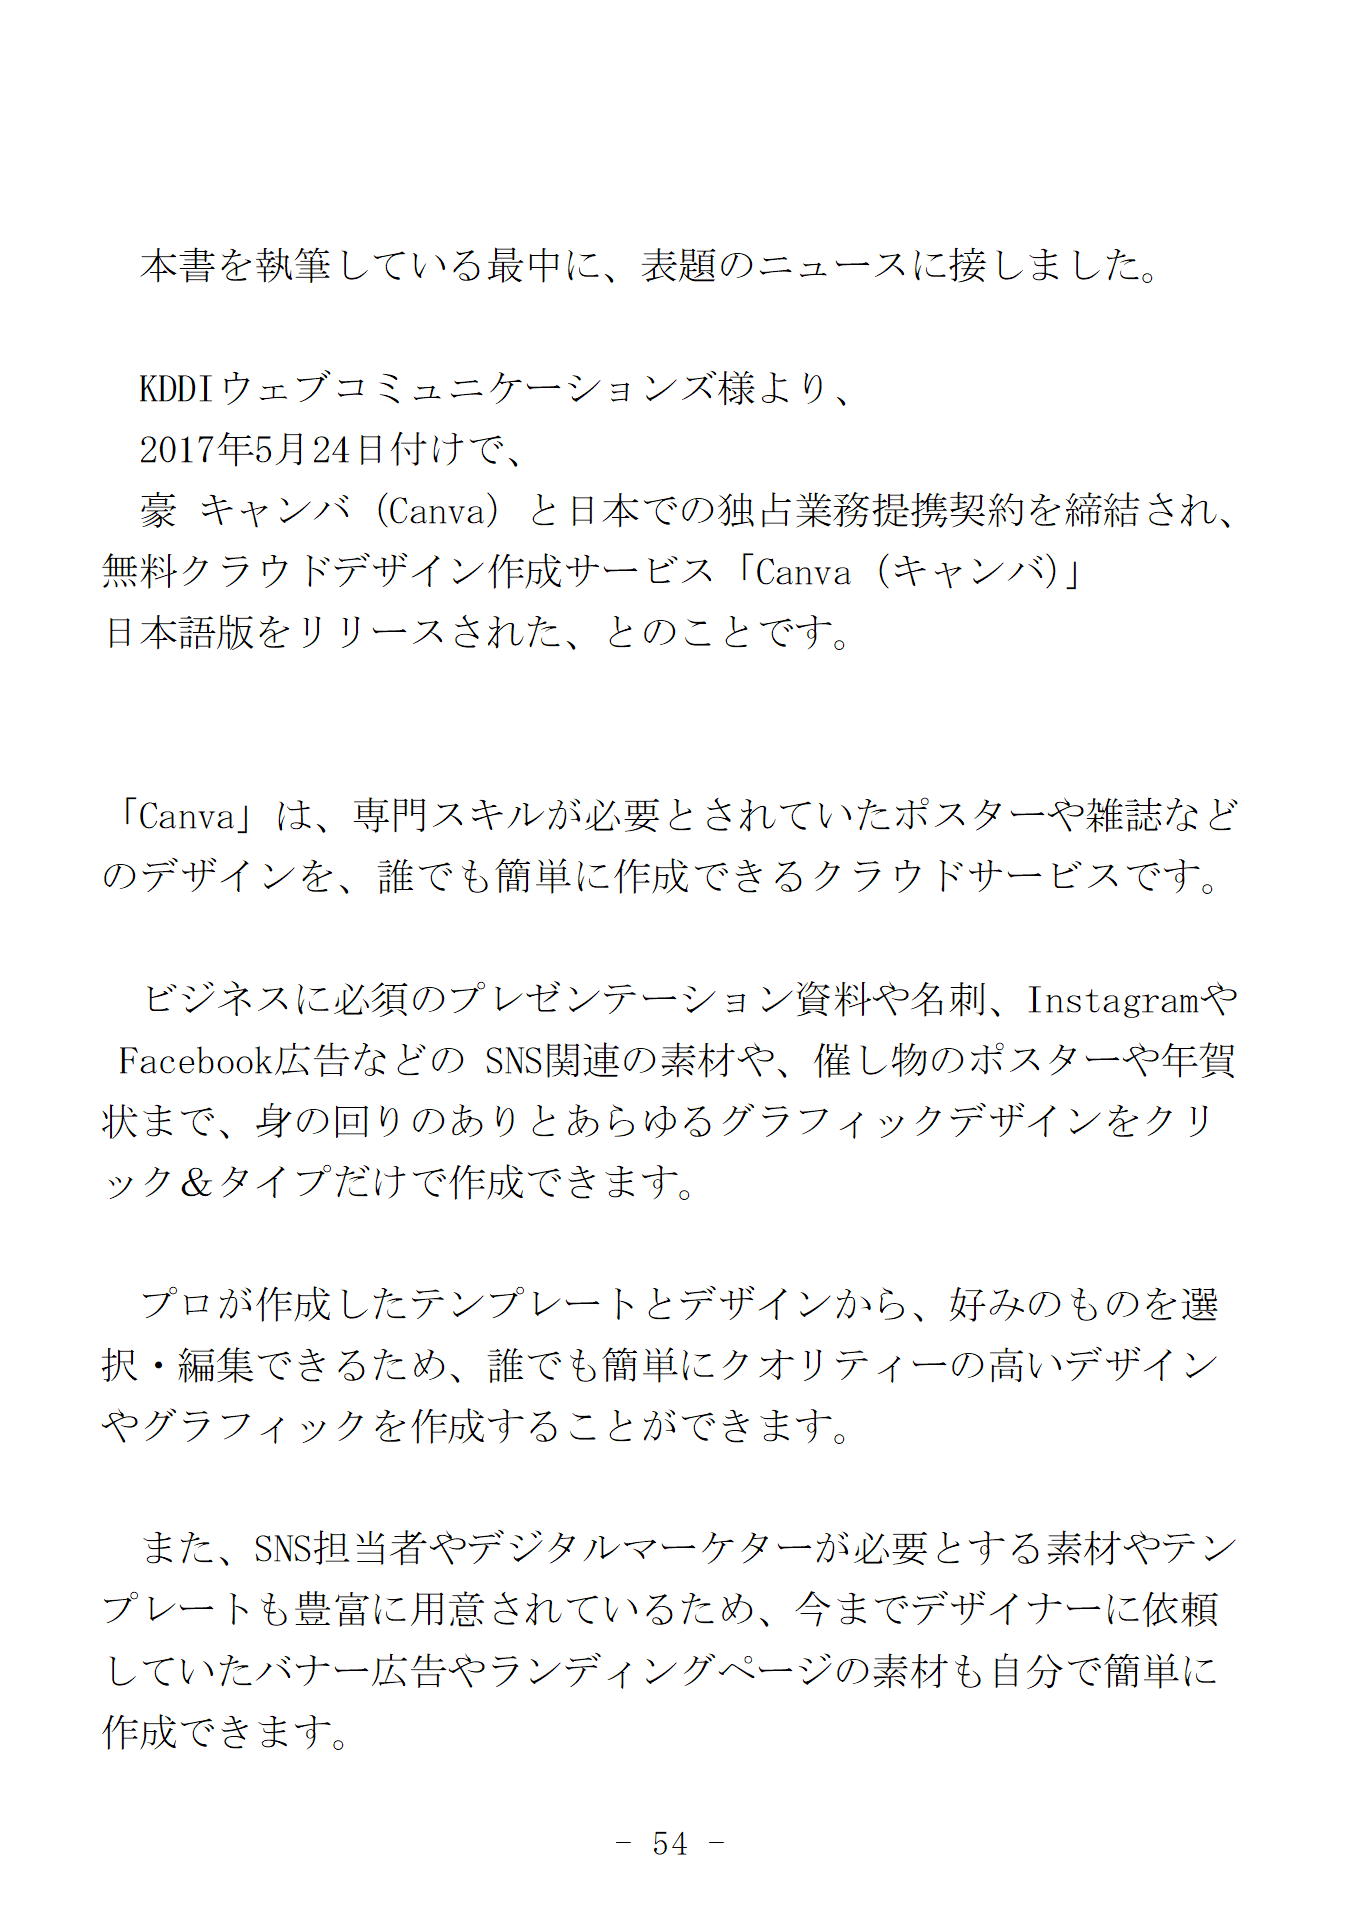 本書を執筆している最中に、表題のニュースに接しました。
KDDIウェブコミュニケーションズ様より、
2017年5月24日付けで、
豪 キャンバ（Canva）と日本での独占業務提携契約を締結され、
無料クラウドデザイン作成サービス「Canva（キャンバ）」
日本語版をリリースされた、とのことです。
「Canva」は、専門スキルが必要とされていたポスターや雑誌など
のデザインを、誰でも簡単に作成できるクラウドサービスです。
ビジネスに必須のプレゼンテーション資料や名刺、Instagramや
Facebook広告などの SNS関連の素材や、催し物のポスターや年賀
状まで、身の回りのありとあらゆるグラフィックデザインをクリ
ック＆タイプだけで作成できます。
プロが作成したテンプレートとデザインから、好みのものを選
択・編集できるため、誰でも簡単にクオリティーの高いデザイン
やグラフィックを作成することができます。
また、SNS担当者やデジタルマーケターが必要とする素材やテン
プレートも豊富に用意されているため、今までデザイナーに依頼
していたバナー広告やランディングページの素材も自分で簡単に
作成できます。
- 54 -